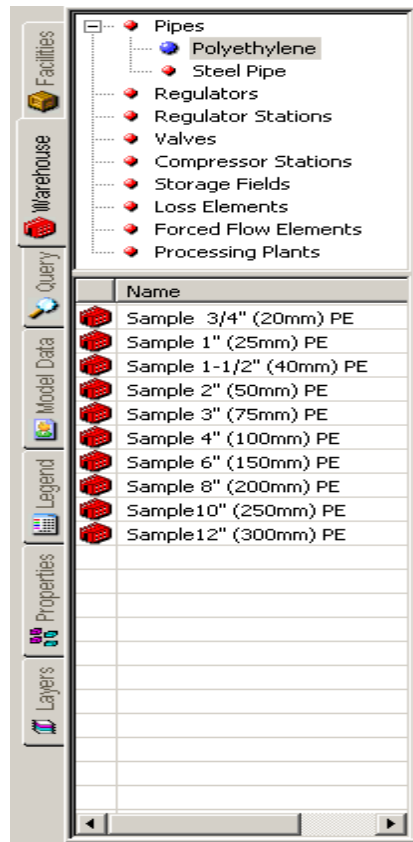 Facilities
Warehouse
Query
Model Data
Legend
Properties
Layers
Pipes
Polyethylene
Steel Pipe
Regulators
Regulator Stations
Valves
Compressor Stations
Storage Fields
Loss Elements
Forced Flow Elements
Processing Plants
Name
Sample  3/4" (20mm) PE
Sample 1" (25mm) PE
Sample 1-1/2" (40mm) PE
Sample 2" (50mm) PE
Sample 3" (75mm) PE
Sample 4" (100mm) PE
Sample 6" (150mm) PE
Sample 8" (200mm) PE
Sample10" (250mm) PE
Sample12" (300mm) PE